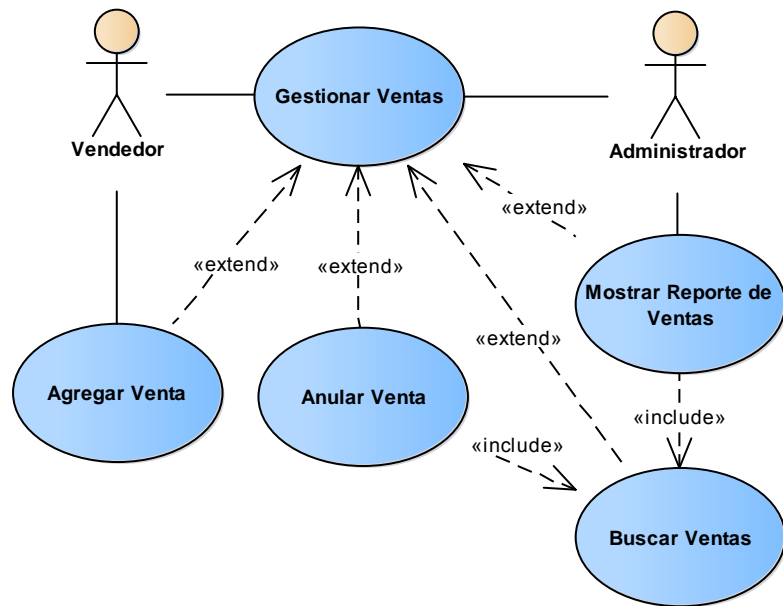 Gestionar Ventas
Vendedor
Administrador
«extend»
«extend»
«extend»
Mostrar Reporte de
Ventas
«extend»
Agregar Venta
Anular Venta
«include»
«include»
Buscar Ventas